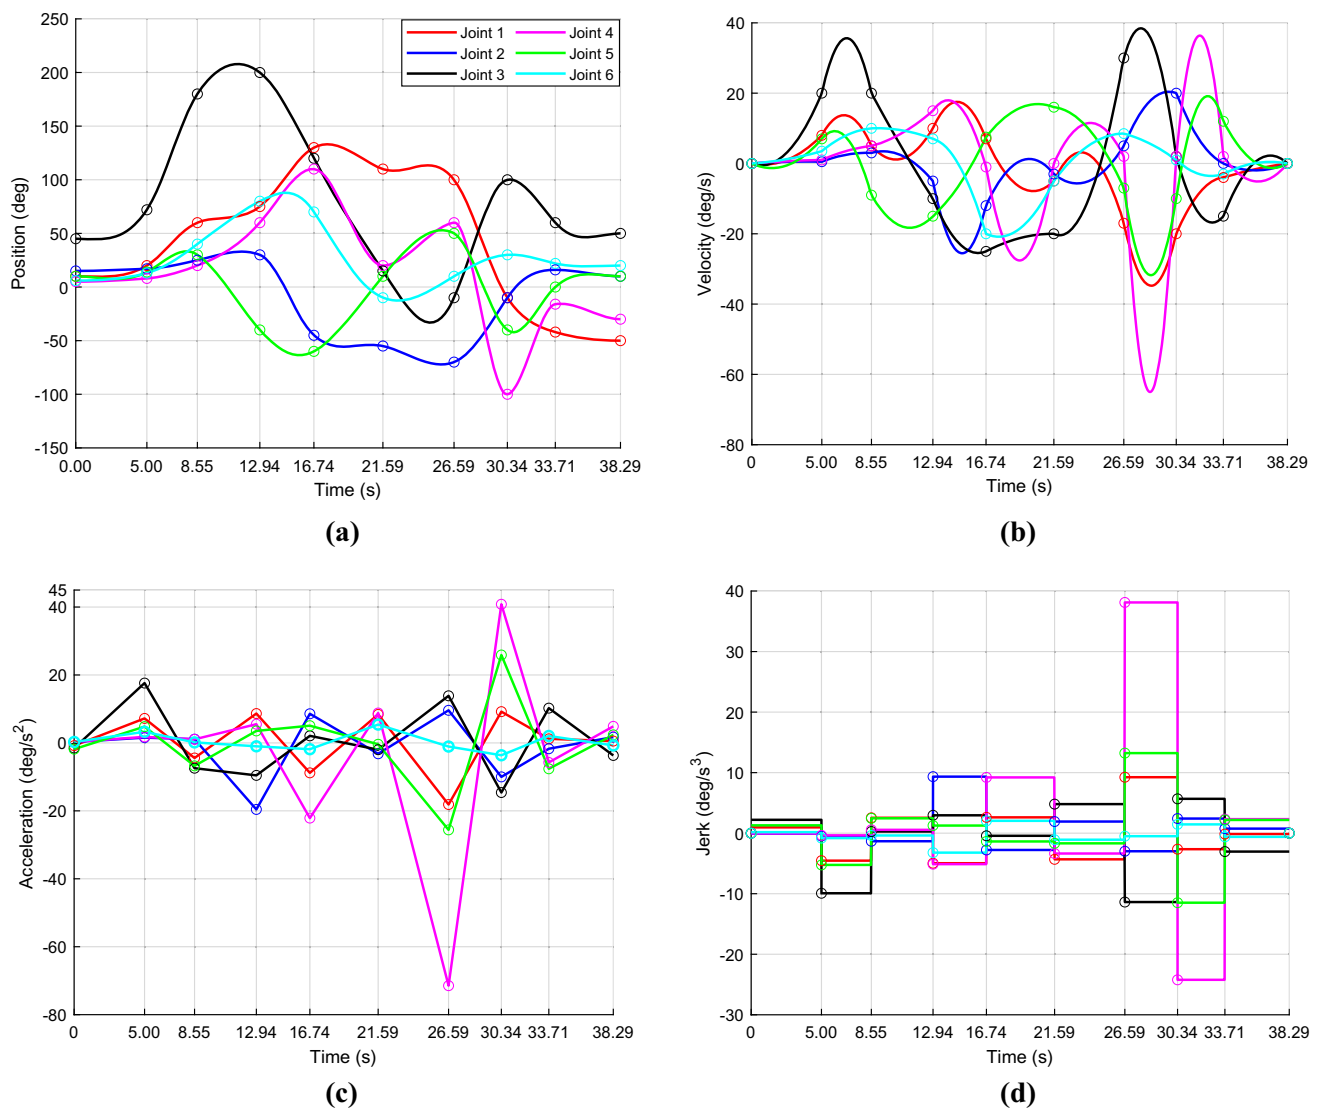 250
200
150
100
50
0
-50
-100
-150
Position (deg)
Joint 1 Joint 4
Joint 2 Joint 5
Joint 3 Joint 6
0.00 5.00 8.55 12.94 16.74 21.59 26.59 30.34 33.71 38.29
Time (s)
(a)
40
20
0
-20
-40
-60
-80
Velocity (deg/s)
0 5.00 8.55 12.94 16.74 21.59 26.59 30.34 33.71 38.29
Time (s)
(b)
45
40
20
0
-20
-40
-60
-80
Acceleration (deg/s²)
0 5.00 8.55 12.94 16.74 21.59 26.59 30.34 33.71 38.29
Time (s)
(c)
40
30
20
10
0
-10
-20
-30
Jerk (deg/s³)
0 5.00 8.55 12.94 16.74 21.59 26.59 30.34 33.71 38.29
Time (s)
(d)